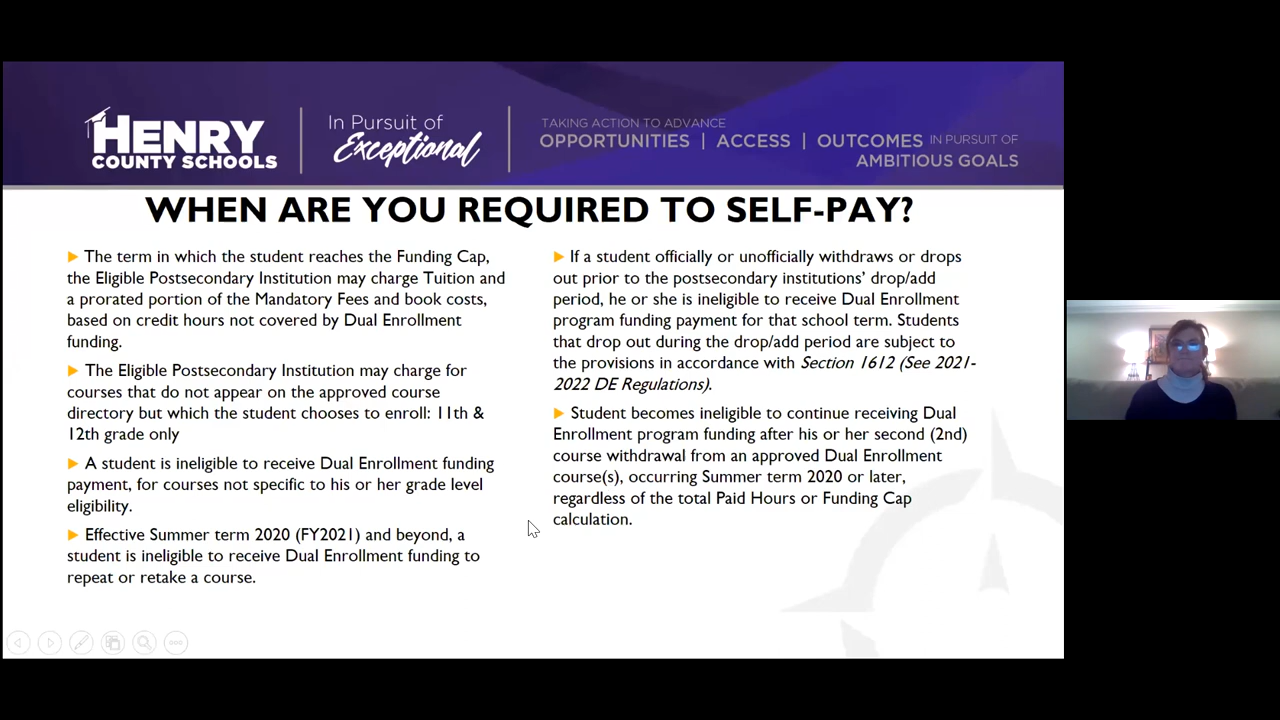 HENRY
COUNTY SCHOOLS
In Pursuit of
Exceptional
TAKING ACTION TO ADVANCE
OPPORTUNITIES | ACCESS | OUTCOMES IN PURSUIT OF
AMBITIOUS GOALS
WHEN ARE YOU REQUIRED TO SELF-PAY?
The term in which the student reaches the Funding Cap,
the Eligible Postsecondary Institution may charge Tuition and
a prorated portion of the Mandatory Fees and book costs,
based on credit hours not covered by Dual Enrollment
funding.
The Eligible Postsecondary Institution may charge for
courses that do not appear on the approved course
directory but which the student chooses to enroll: 11th &
12th grade only
A student is ineligible to receive Dual Enrollment funding
payment, for courses not specific to his or her grade level
eligibility.
Effective Summer term 2020 (FY2021) and beyond, a
student is ineligible to receive Dual Enrollment funding to
repeat or retake a course.
If a student officially or unofficially withdraws or drops
out prior to the postsecondary institutions' drop/add
period, he or she is ineligible to receive Dual Enrollment
program funding payment for that school term. Students
that drop out during the drop/add period are subject to
the provisions in accordance with Section 1612 (See 2021-
2022 DE Regulations).
Student becomes ineligible to continue receiving Dual
Enrollment program funding after his or her second (2nd)
course withdrawal from an approved Dual Enrollment
course(s), occurring Summer term 2020 or later,
regardless of the total Paid Hours or Funding Cap
calculation.